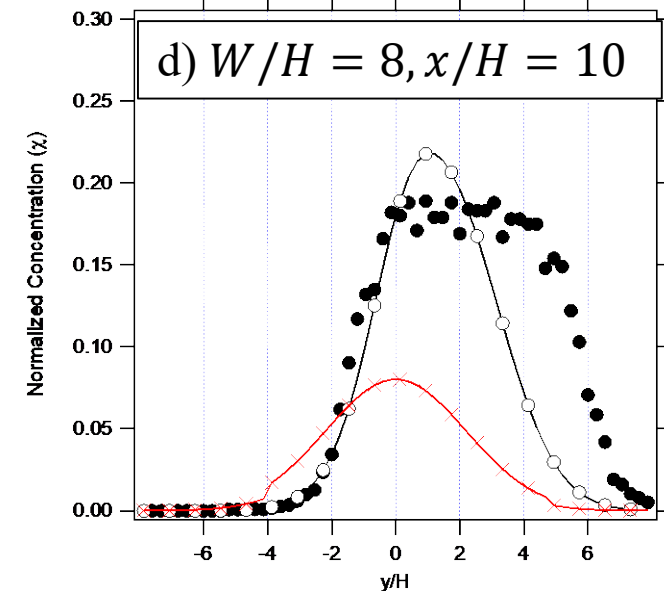 0.30
d) W/H = 8, x/H = 10
0.25
0.20
0.15
0.10
0.05
0.00
Normalized Concentration (χ)
-6 -4 -2 0 2 4 6
y/H